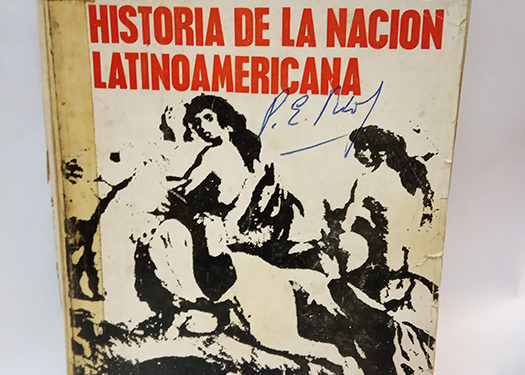 HISTORIA DE LA NACION
LATINOAMERICANA
P. E.